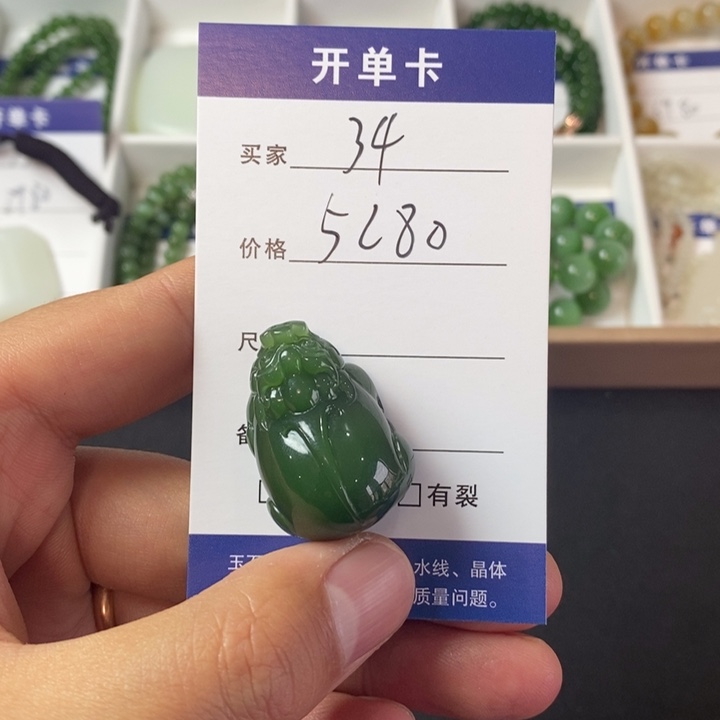 开单卡
买家 34
价格 5680
尺
备
有裂
水线、晶体
质量问题。